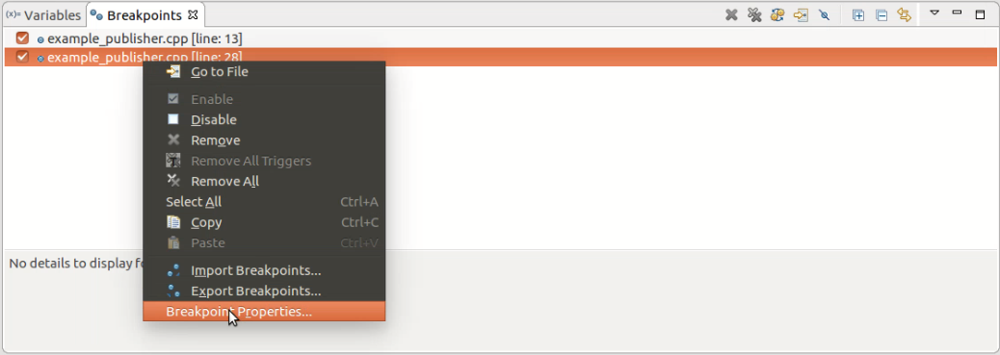 (x)= Variables Breakpoints
example_publisher.cpp [line: 13]
example_publisher.cpp [line: 28]
Go to File
Enable
Disable
Remove
Remove All Triggers
Remove All
Select All Ctrl+A
Copy Ctrl+C
Paste Ctrl+V
No details to display fo
Import Breakpoints...
Export Breakpoints...
Breakpoint Properties...